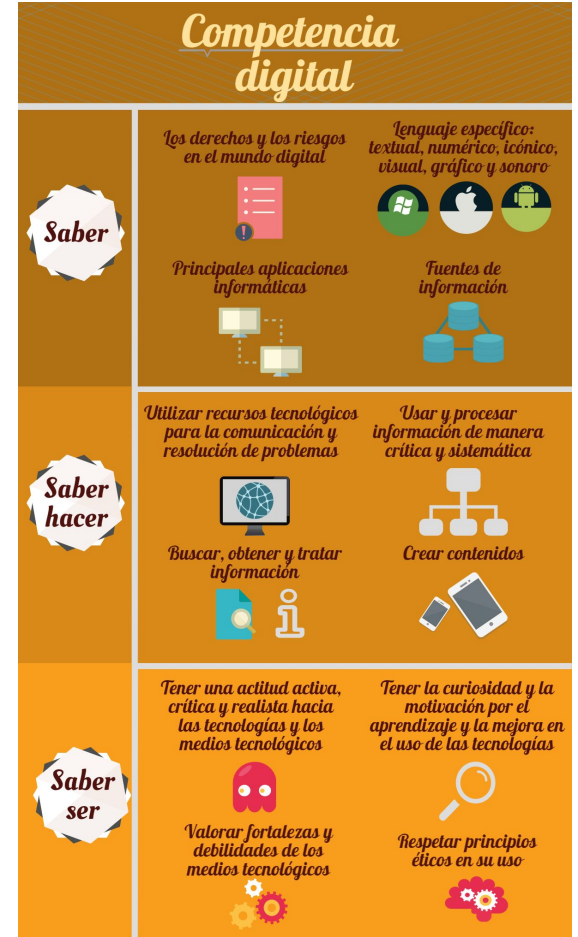 Competencia
digital
Saber
Los derechos y los riesgos
en el mundo digital
Lenguaje específico:
textual, numérico, icónico,
visual, gráfico y sonoro
Principales aplicaciones
informáticas
Fuentes de
información
Saber
hacer
Utilizar recursos tecnológicos
para la comunicación y
resolución de problemas
Usar y procesar
información de manera
crítica y sistemática
Buscar, obtener y tratar
información
Crear contenidos
Saber
ser
Tener una actitud activa,
crítica y realista hacia
las tecnologías y los
medios tecnológicos
Tener la curiosidad y la
motivación por el
aprendizaje y la mejora en
el uso de las tecnologías
Valorar fortalezas y
debilidades de los
medios tecnológicos
Respetar principios
éticos en su uso